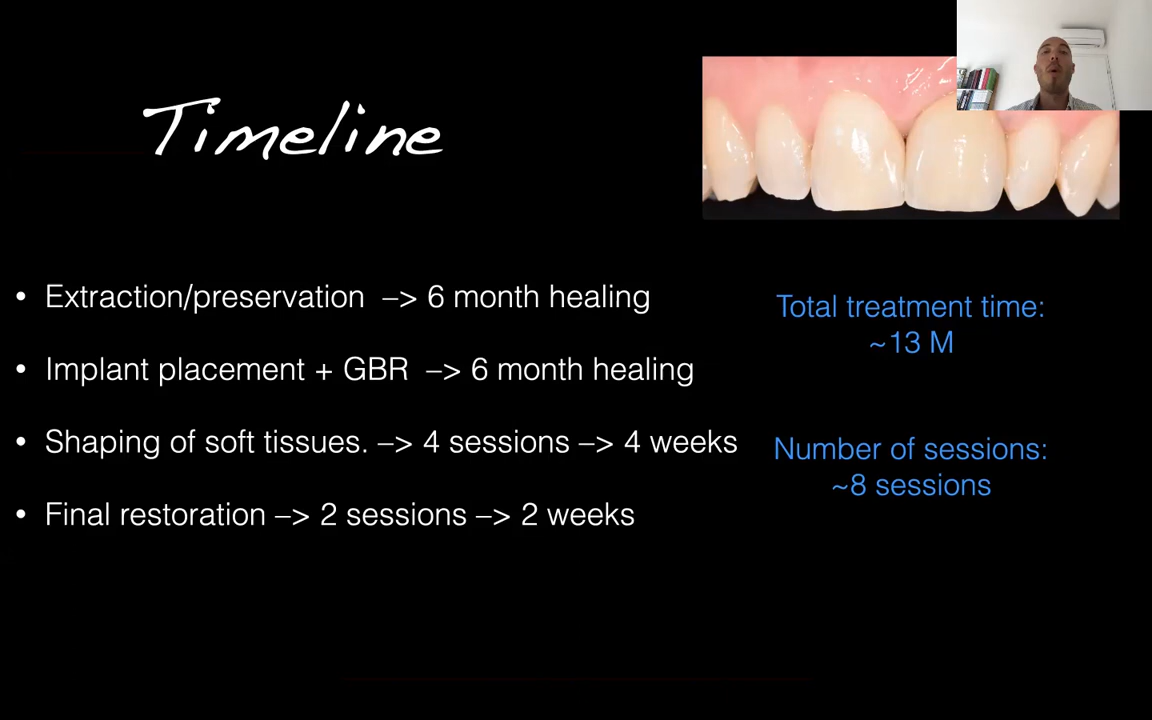 Timeline
• Extraction/preservation –> 6 month healing
• Implant placement + GBR –> 6 month healing
• Shaping of soft tissues. –> 4 sessions –> 4 weeks
• Final restoration –> 2 sessions –> 2 weeks
Total treatment time:
~13 M
Number of sessions:
~8 sessions